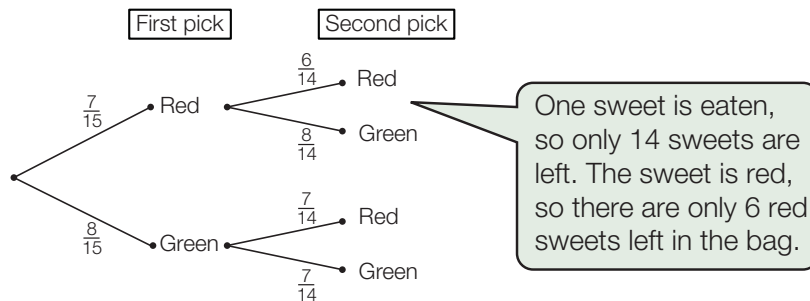 First pick
Second pick
7/15
Red
6/14
Red
8/14
Green
8/15
Green
7/14
Red
7/14
Green
One sweet is eaten,
so only 14 sweets are
left. The sweet is red,
so there are only 6 red
sweets left in the bag.